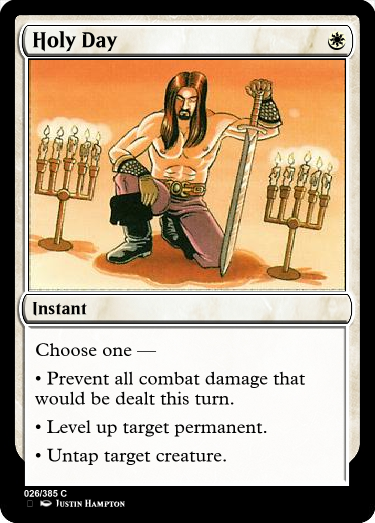 Holy Day
Instant
Choose one —
• Prevent all combat damage that
would be dealt this turn.
• Level up target permanent.
• Untap target creature.
026/385 C
Justin Hampton